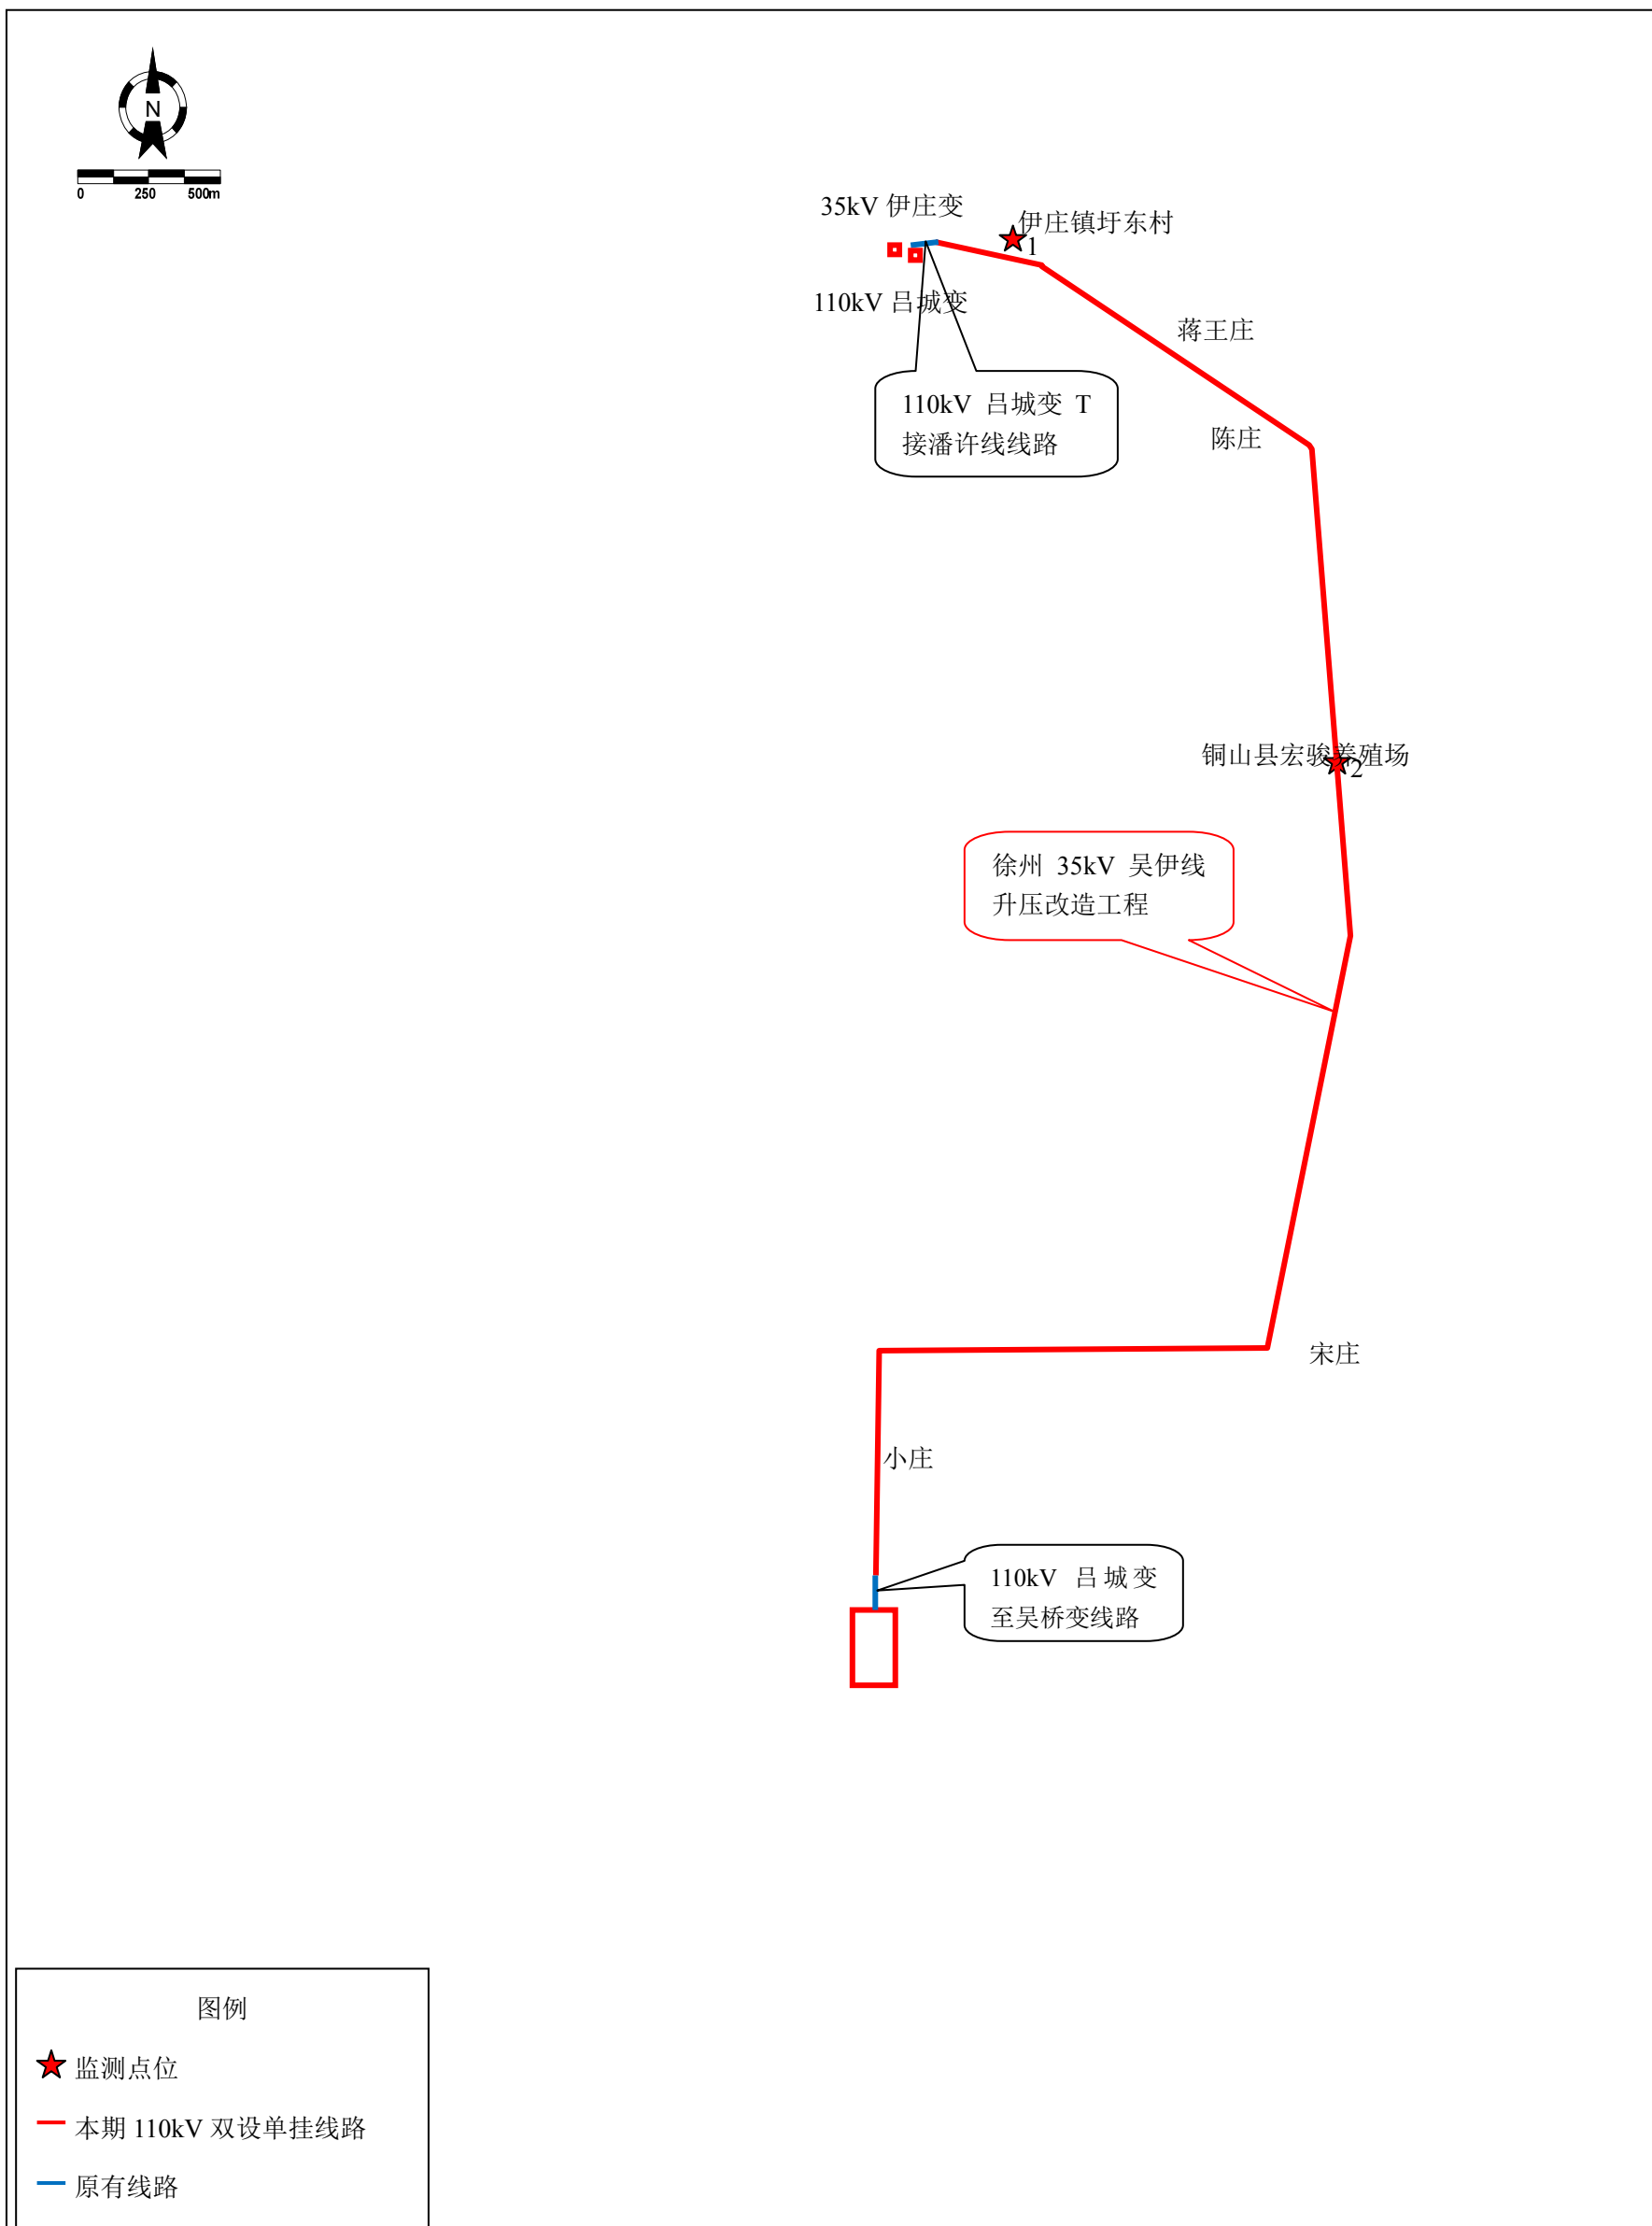 N
0 250 500m
35kV 伊庄变
伊庄镇圩东村
1
110kV 吕城变
蒋王庄
110kV 吕城变 T
接潘许线线路
陈庄
铜山县宏骏养殖场
2
徐州 35kV 吴伊线
升压改造工程
宋庄
小庄
110kV 吕城变
至吴桥变线路
图例
监测点位
本期 110kV 双设单挂线路
原有线路